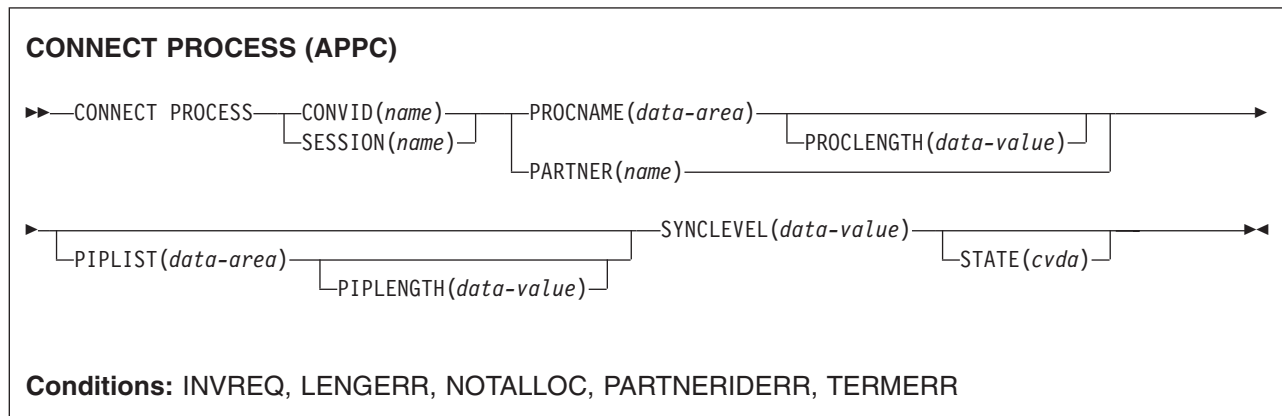 CONNECT PROCESS (APPC)
CONNECT PROCESS CONVID(name) PROCNAME(data-area)
SESSION(name) PROCLENGTH(data-value)
PARTNER(name)
SYNCLEVEL(data-value)
PIPLIST(data-area) STATE(cvda)
PIPLENGTH(data-value)
Conditions: INVREQ, LENGERR, NOTALLOC, PARTNERIDERR, TERMERR